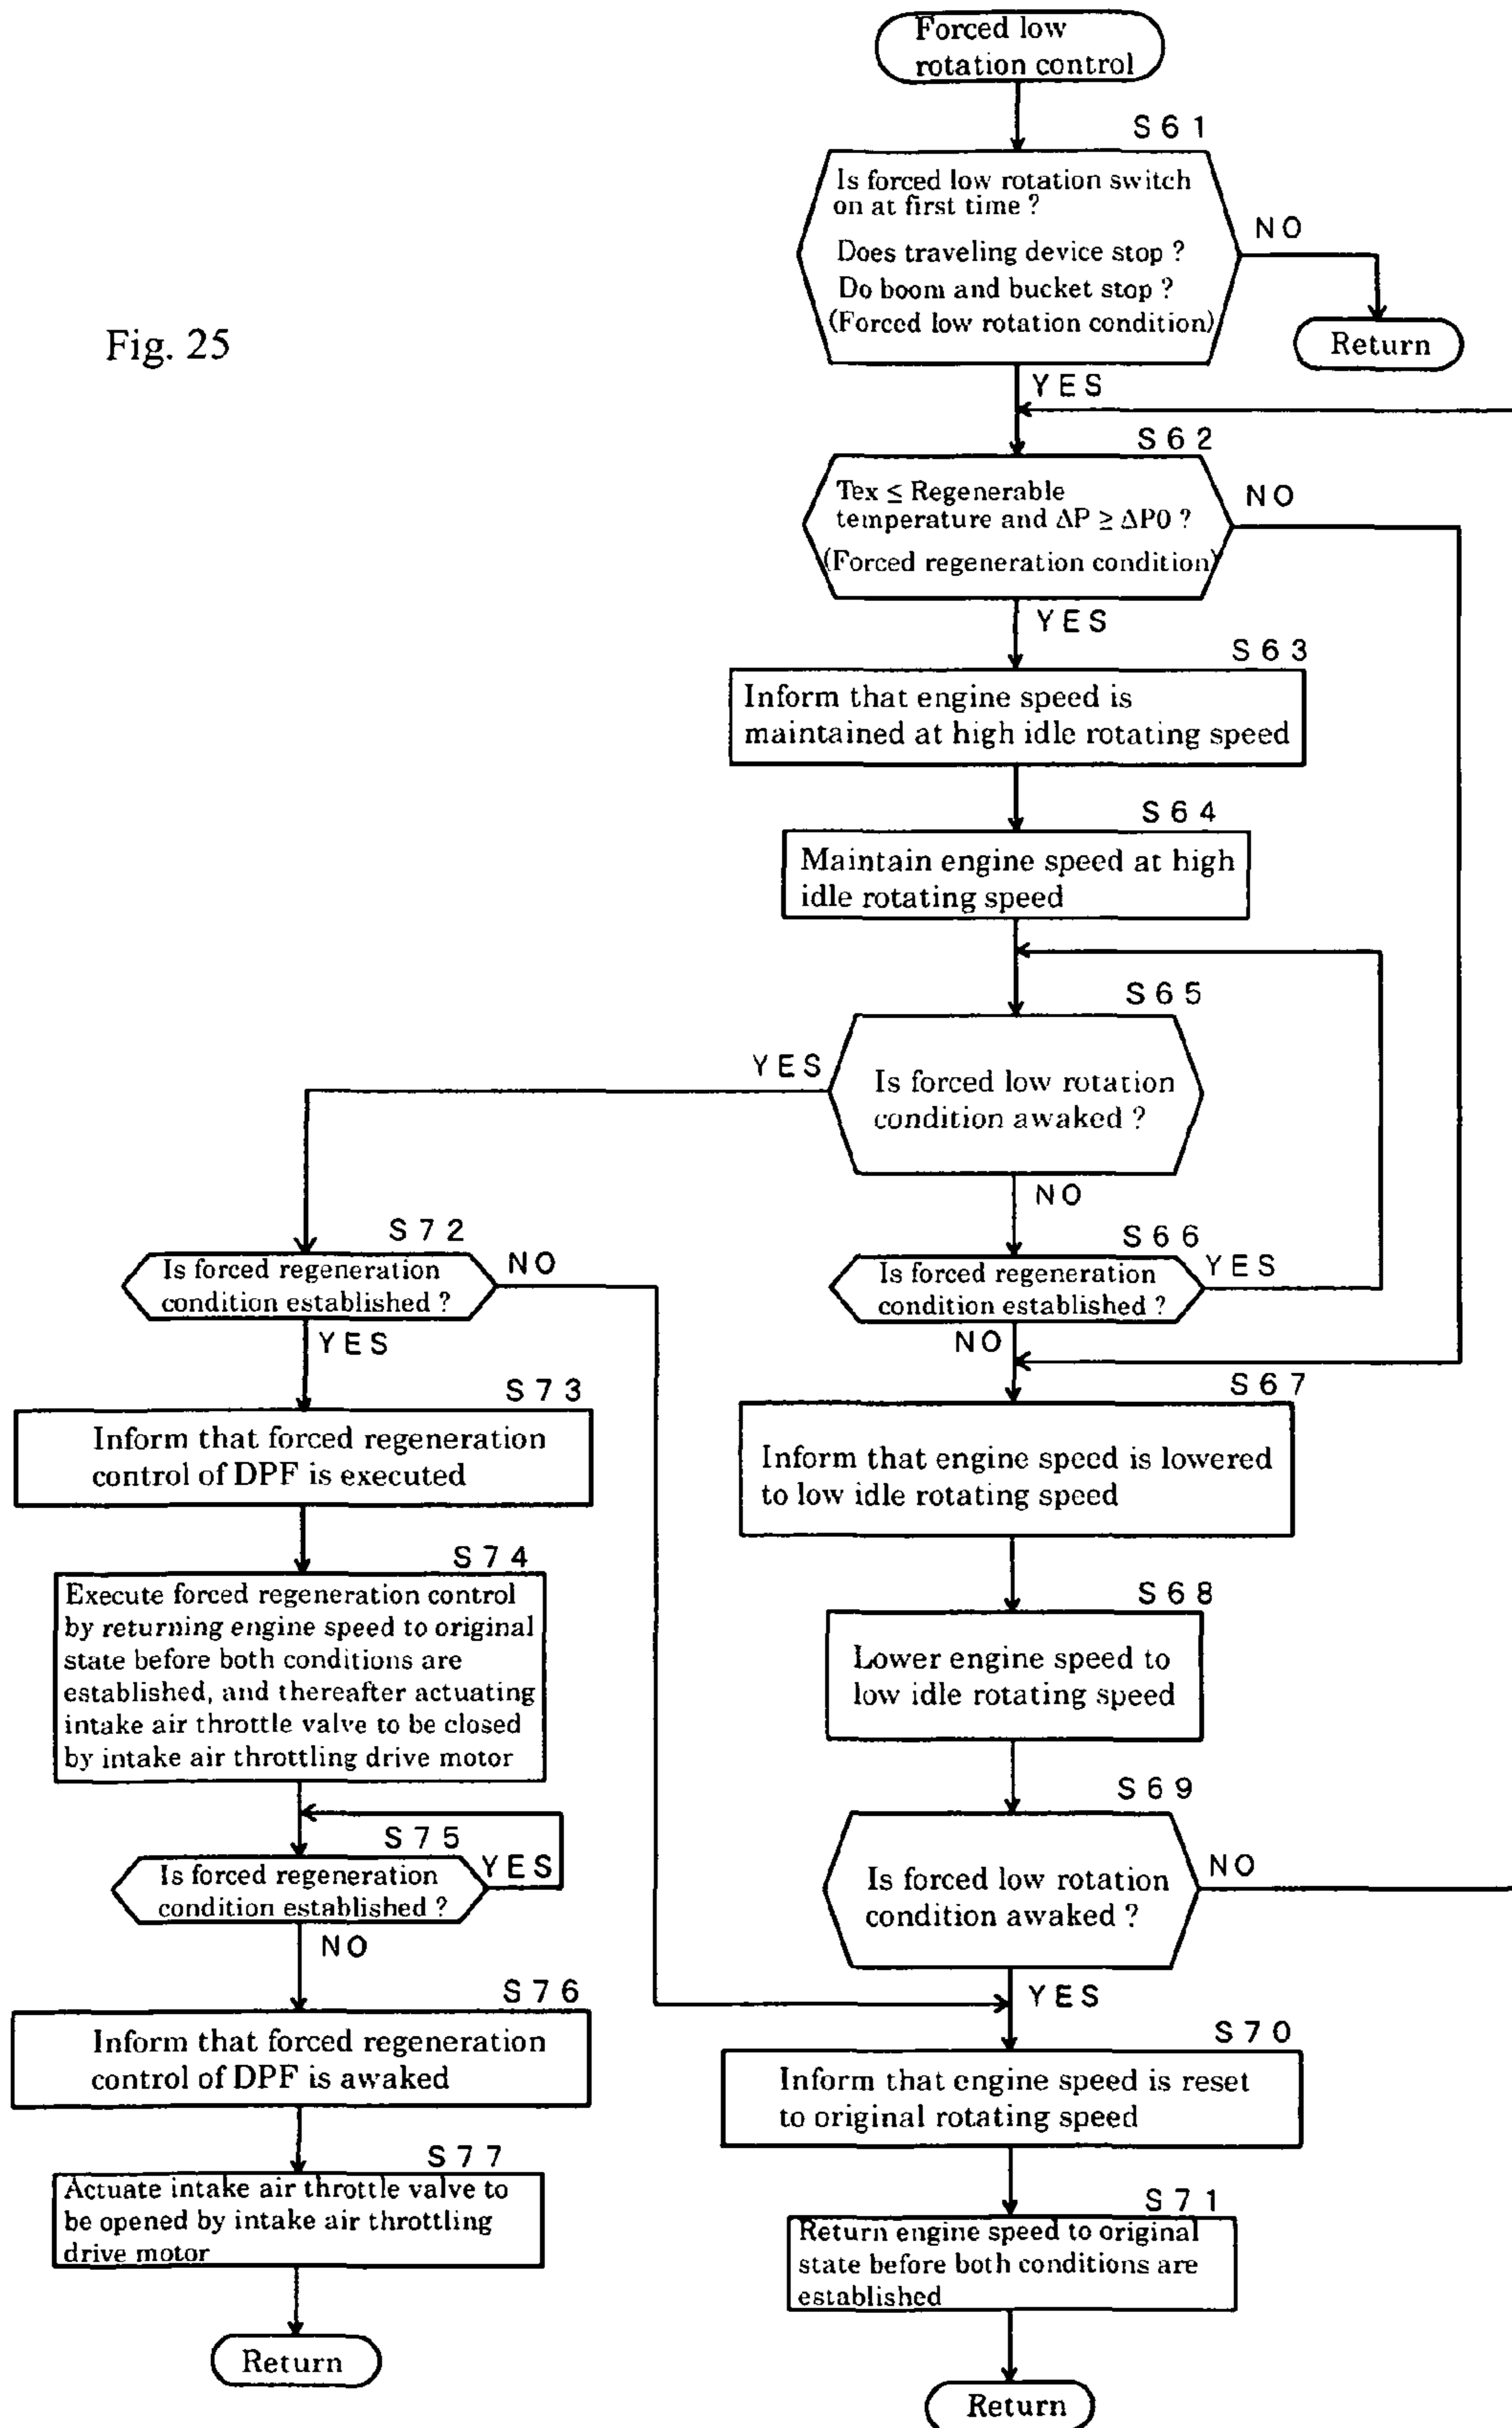 Forced low
rotation control
S61
Is forced low rotation switch
on at first time ?
Does traveling device stop ?
Do boom and bucket stop ?
(Forced low rotation condition)
NO
Return
Fig. 25
YES
S62
Tex ≤ Regenerable
temperature and ΔP ≥ ΔP0 ?
(Forced regeneration condition)
NO
YES
S63
Inform that engine speed is
maintained at high idle rotating speed
S64
Maintain engine speed at high
idle rotating speed
S65
Is forced low rotation
condition awaked ?
YES
NO
S66
Is forced regeneration
condition established ?
YES
NO
S67
Inform that engine speed is lowered
to low idle rotating speed
S68
Lower engine speed to
low idle rotating speed
S69
Is forced low rotation
condition awaked ?
NO
YES
S70
Inform that engine speed is reset
to original rotating speed
S71
Return engine speed to original
state before both conditions are
established
Return
S72
Is forced regeneration
condition established ?
NO
YES
S73
Inform that forced regeneration
control of DPF is executed
S74
Execute forced regeneration control
by returning engine speed to original
state before both conditions are
established, and thereafter actuating
intake air throttle valve to be closed
by intake air throttling drive motor
S75
Is forced regeneration
condition established ?
YES
NO
S76
Inform that forced regeneration
control of DPF is awaked
S77
Actuate intake air throttle valve to
be opened by intake air throttling
drive motor
Return